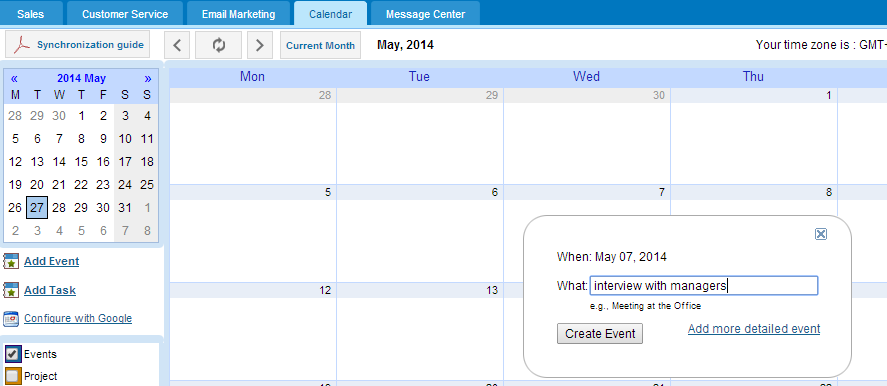 Sales Customer Service Email Marketing Calendar Message Center
Synchronization guide Current Month May, 2014 Your time zone is : GMT-
« 2014 May »
M T W T F S S
28 29 30 1 2 3 4
5 6 7 8 9 10 11
12 13 14 15 16 17 18
19 20 21 22 23 24 25
26 27 28 29 30 31 1
2 3 4 5 6 7 8
Add Event
Add Task
Configure with Google
Events
Project
Mon Tue Wed Thu
28 29 30 1
5 6 7 8
When: May 07, 2014
What: interview with managers
e.g., Meeting at the Office
Create Event Add more detailed event
12 13